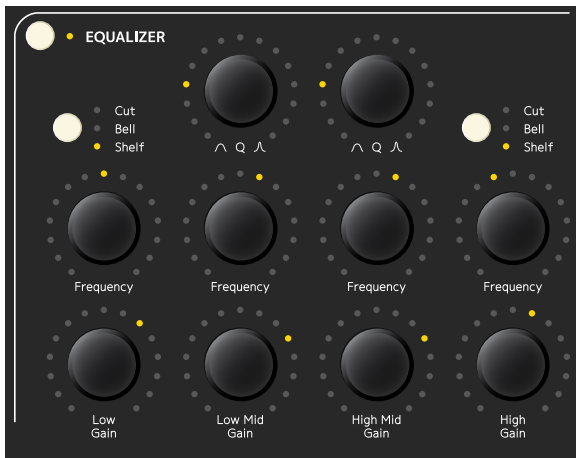 EQUALIZER
Cut
Bell
Shelf
Q
Q
Cut
Bell
Shelf
Frequency
Frequency
Frequency
Frequency
Low
Gain
Low Mid
Gain
High Mid
Gain
High
Gain